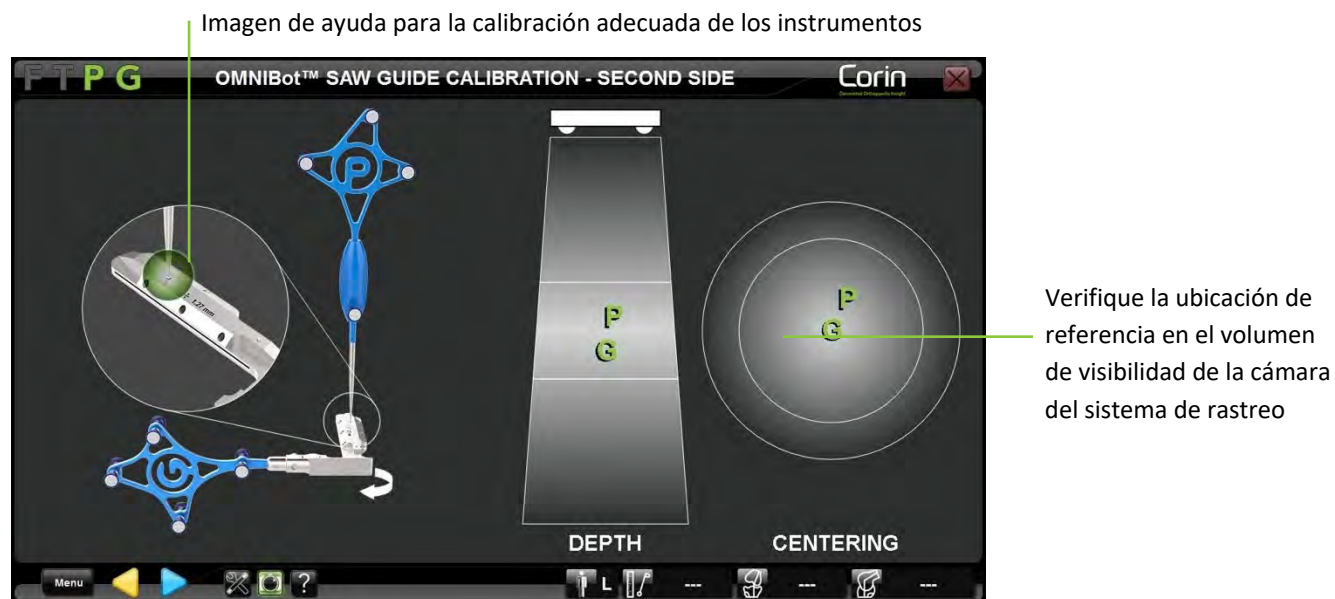 Imagen de ayuda para la calibración adecuada de los instrumentos
F T P G
OMNIBot™ SAW GUIDE CALIBRATION - SECOND SIDE
Corin
P
1.27 mm
P
G
P
G
G
Verifique la ubicación de
referencia en el volumen
de visibilidad de la cámara
del sistema de rastreo
DEPTH
CENTERING
Menu
?
L
---
---
---